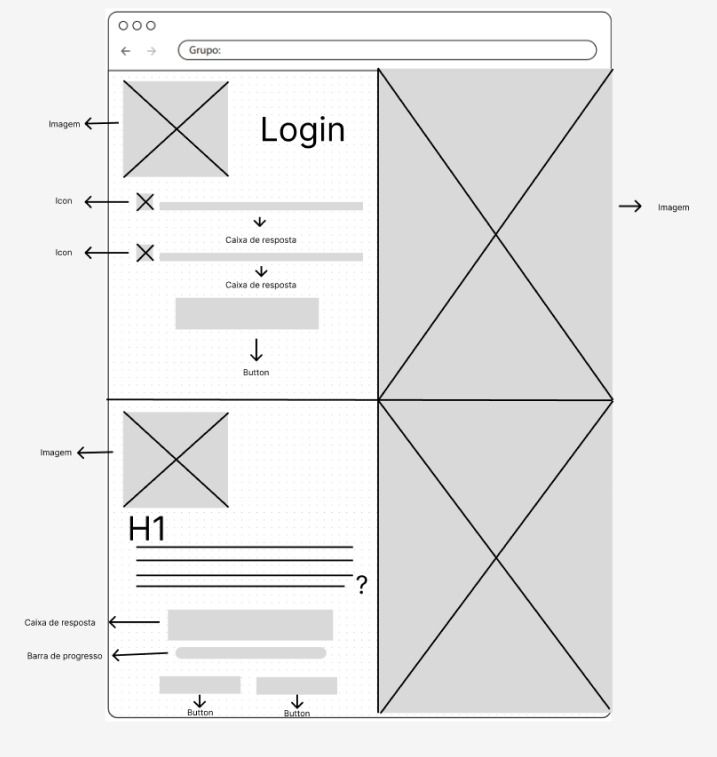 Grupo:
Imagem
Login
Icon
Imagem
Caixa de resposta
Icon
Caixa de resposta
Button
Imagem
H1
?
Caixa de resposta
Barra de progresso
Button
Button